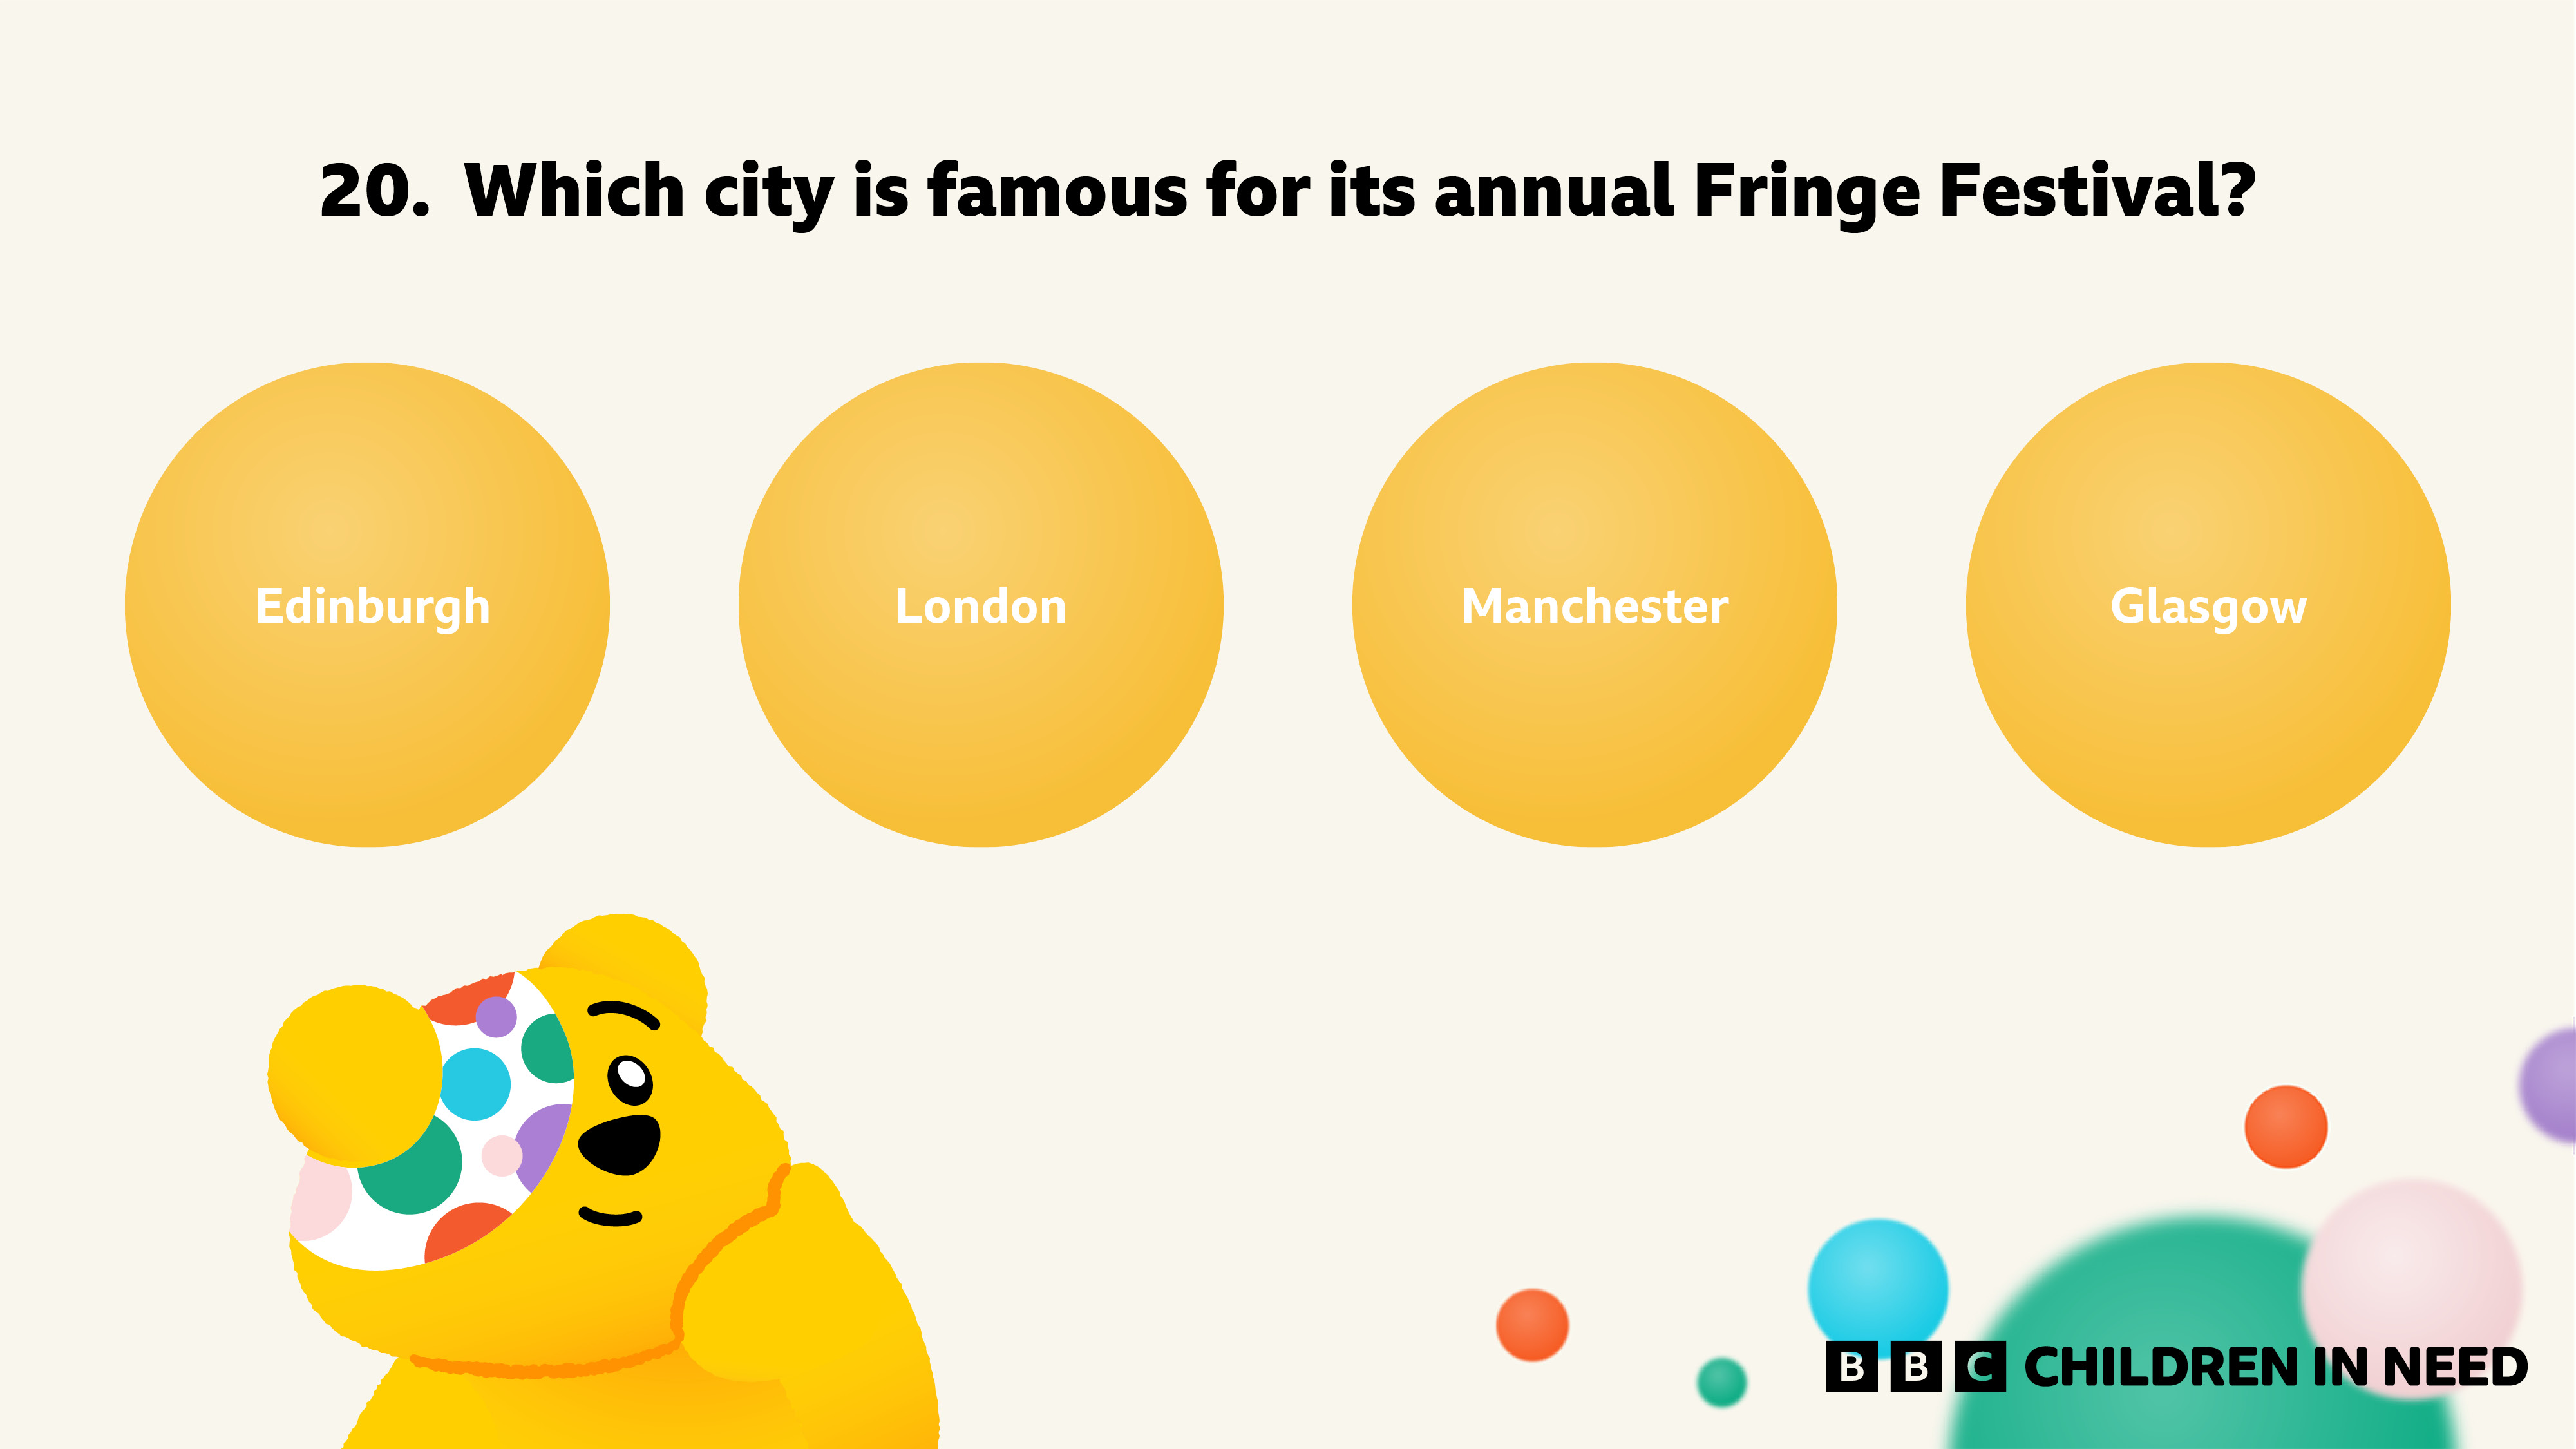 20. Which city is famous for its annual Fringe Festival?
Edinburgh
London
Manchester
Glasgow
BBC CHILDREN IN NEED